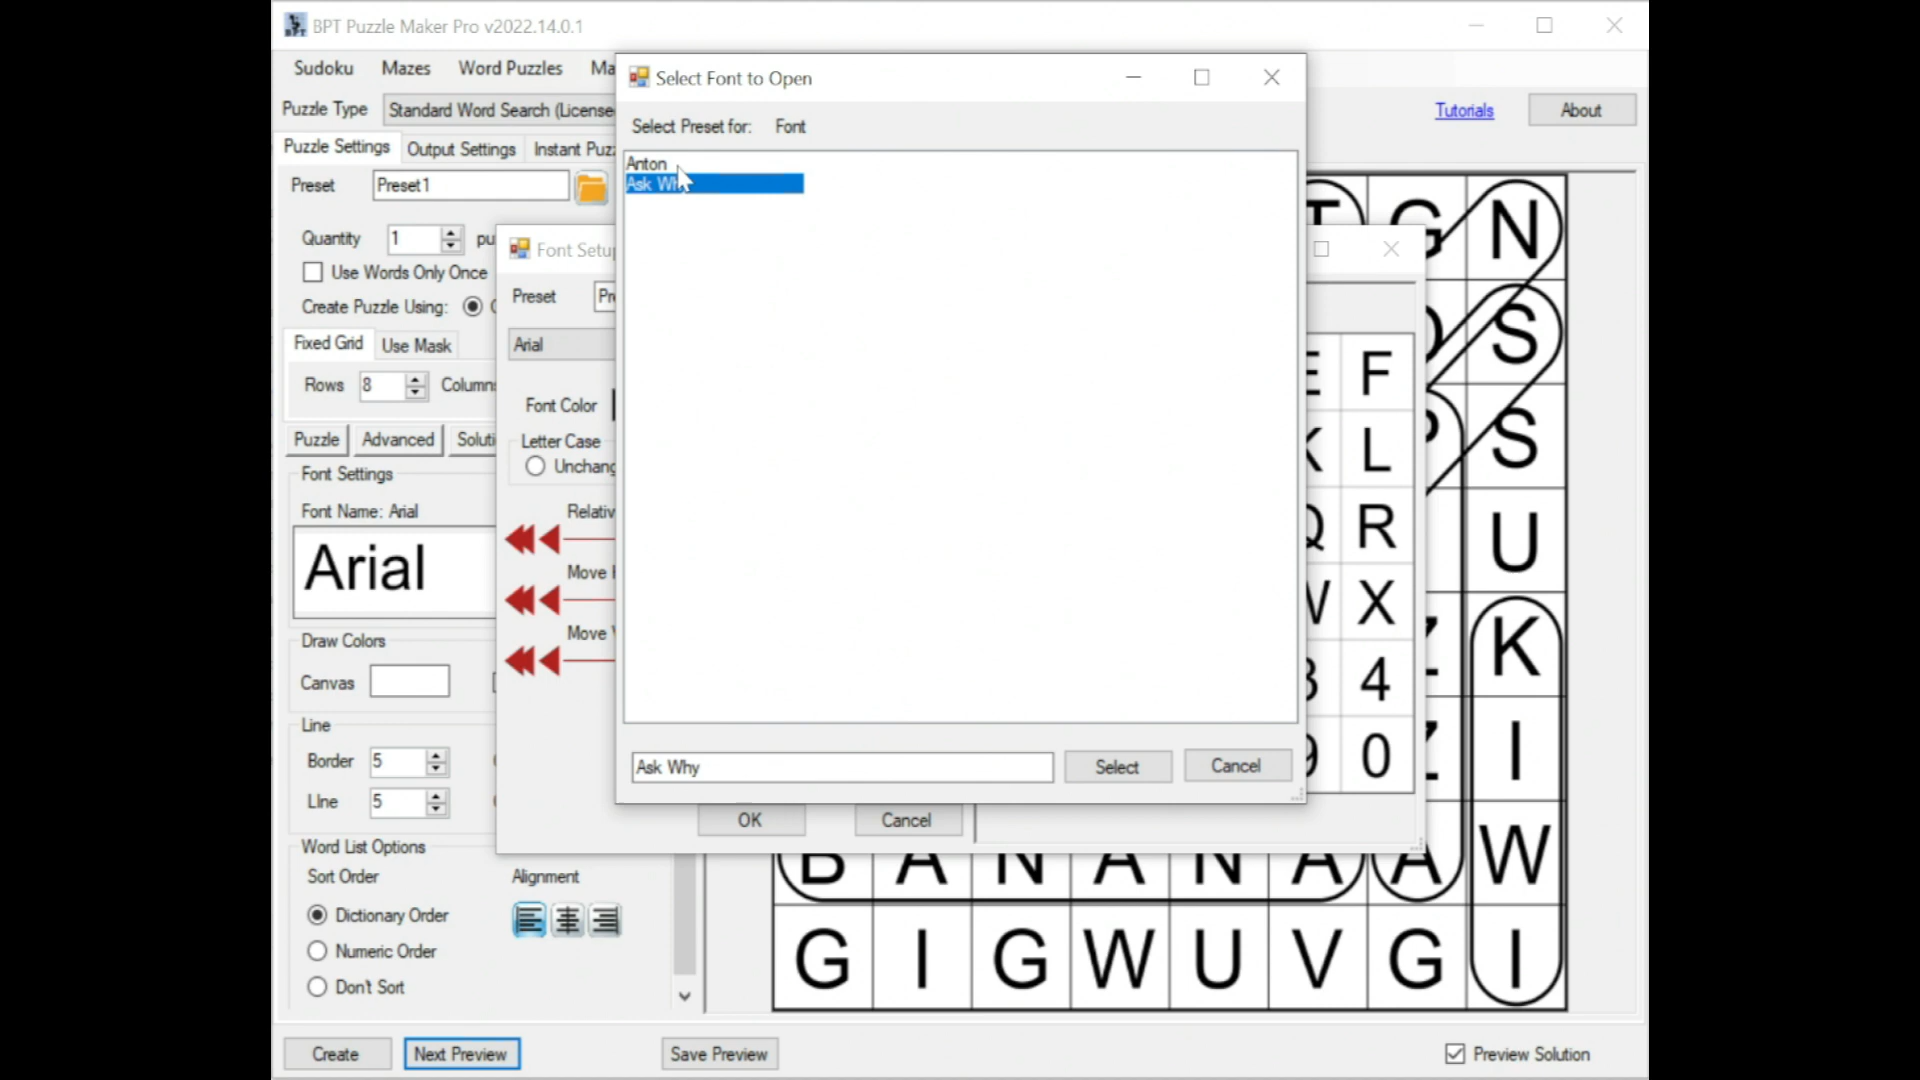 BPT Puzzle Maker Pro v2022.14.0.1
Sudoku Mazes Word Puzzles
Puzzle Type Standard Word Search
Tutorials About
Puzzle Settings Output Settings Instant
Preset Preset1
Quantity 1
Use Words Only Once
Create Puzzle Using:
Fixed Grid Use Mask
Rows 8
Puzzle Advanced
Font Settings
Font Name: Arial
Arial
Draw Colors
Canvas
Line
Border 5
LIne 5
Word List Options
Sort Order Alignment
Dictionary Order
Numeric Order
Don't Sort
Create Next Preview Save Preview Preview Solution
Font Setup
Preset
Arial
Font Color
Letter Case
OK Cancel
Select Font to Open
Select Preset for: Font
Anton
Ask Why
Ask Why Select Cancel
F
L
R
X
4
0
G N
S
S
U
K
I
W
B A N A N A A
G I G W U V G I